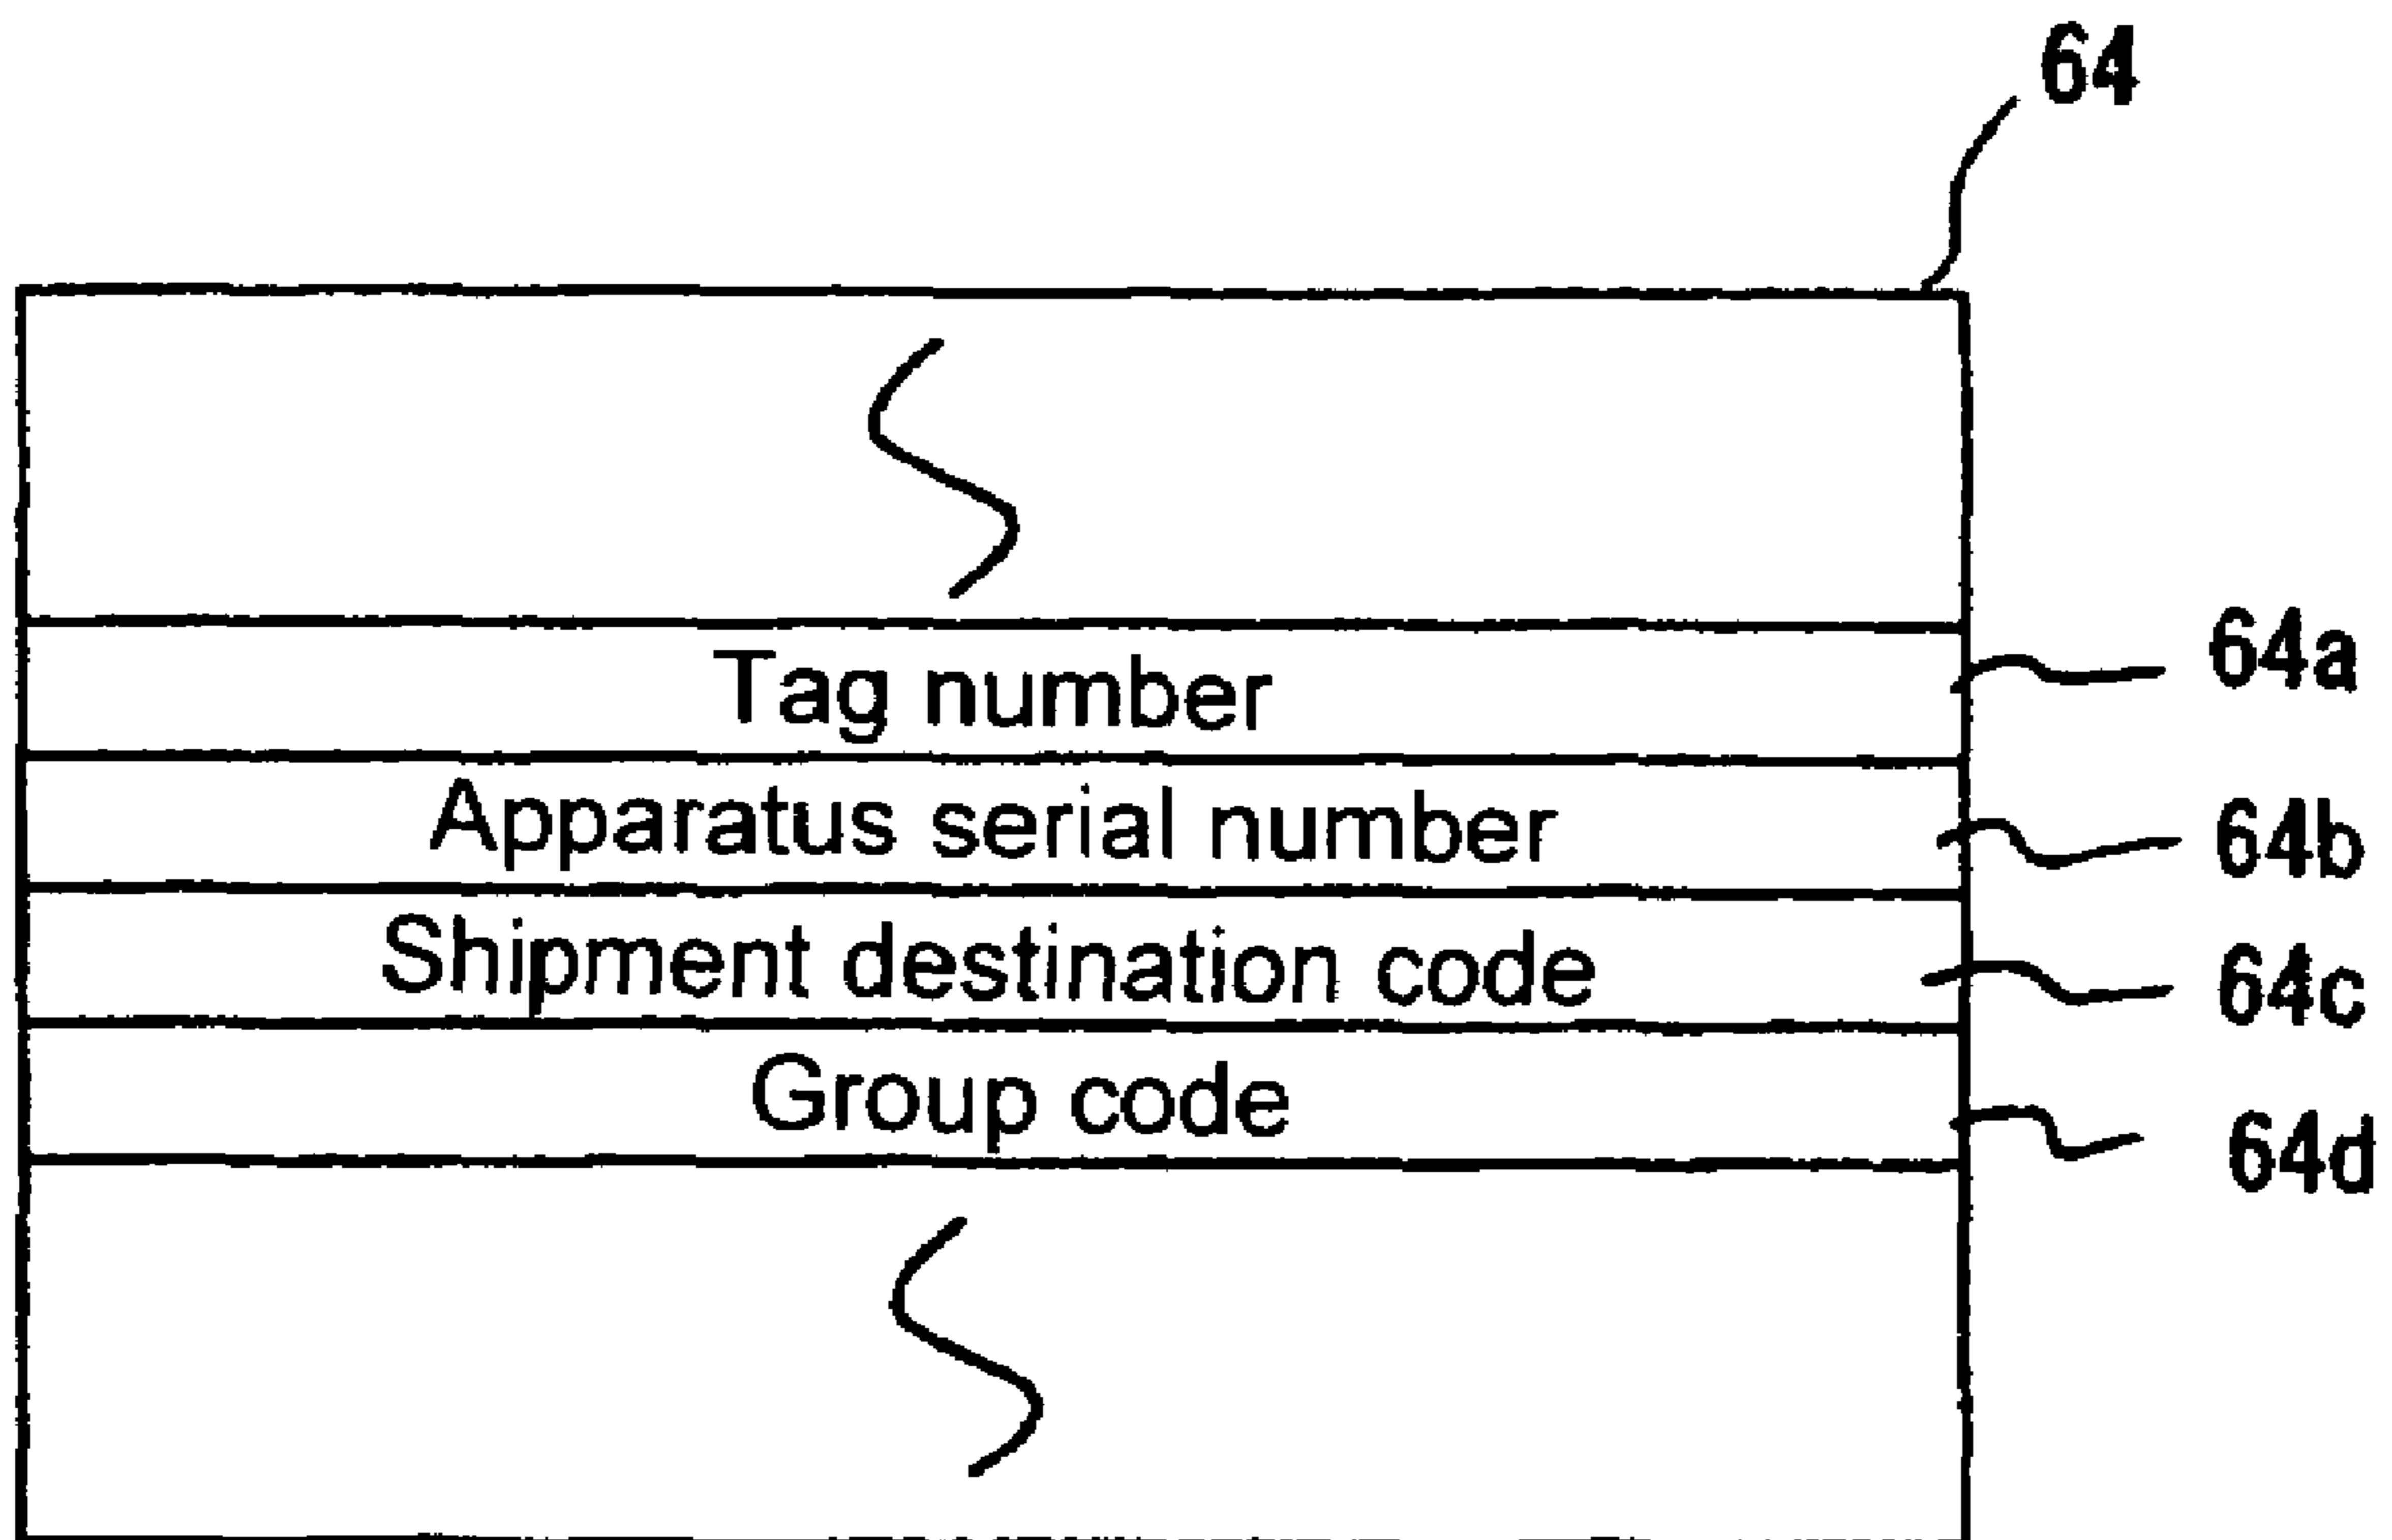 64
Tag number 64a
Apparatus serial number 64b
Shipment destination code 64c
Group code 64d